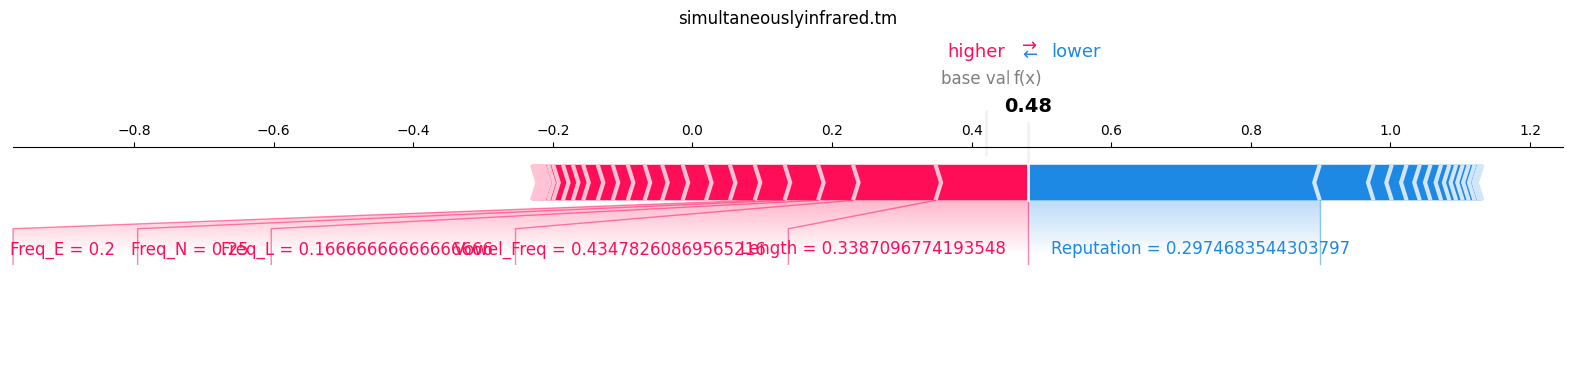 simultaneouslyinfrared.tm
higher → ← lower
base val f(x)
0.48
−0.8 −0.6 −0.4 −0.2 0.0 0.2 0.4 0.6 0.8 1.0 1.2
Freq_E = 0.2 Freq_N = 0.25 Freq_L = 0.16666666666666666 Vowel_Freq = 0.43478260869565216 Length = 0.3387096774193548 Reputation = 0.2974683544303797